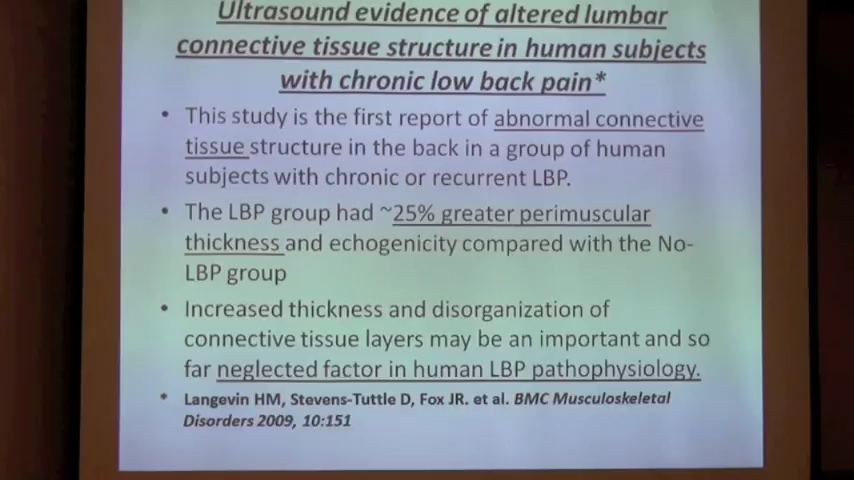 Ultrasound evidence of altered lumbar
connective tissue structure in human subjects
with chronic low back pain*
• This study is the first report of abnormal connective
tissue structure in the back in a group of human
subjects with chronic or recurrent LBP.
• The LBP group had ~25% greater perimuscular
thickness and echogenicity compared with the No-
LBP group
• Increased thickness and disorganization of
connective tissue layers may be an important and so
far neglected factor in human LBP pathophysiology.
* Langevin HM, Stevens-Tuttle D, Fox JR. et al. BMC Musculoskeletal
Disorders 2009, 10:151